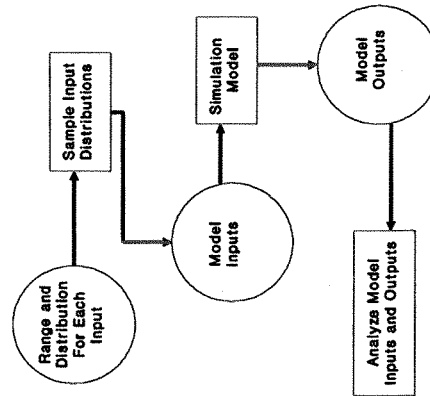 Range and
Distribution
For Each
Input
Sample Input
Distributions
Model
Inputs
Simulation
Model
Model
Outputs
Analyze Model
Inputs and Outputs